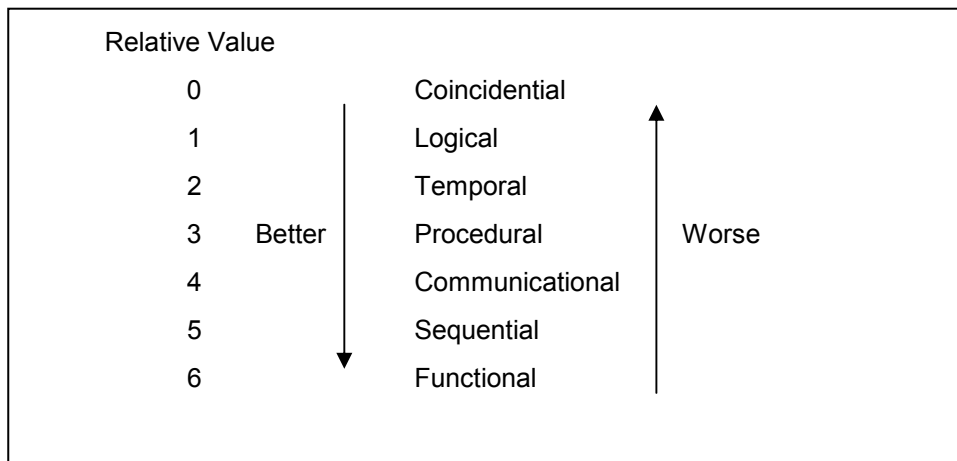 Relative Value
0 Coincidential
1 Logical
2 Temporal
3 Better Procedural Worse
4 Communicational
5 Sequential
6 Functional